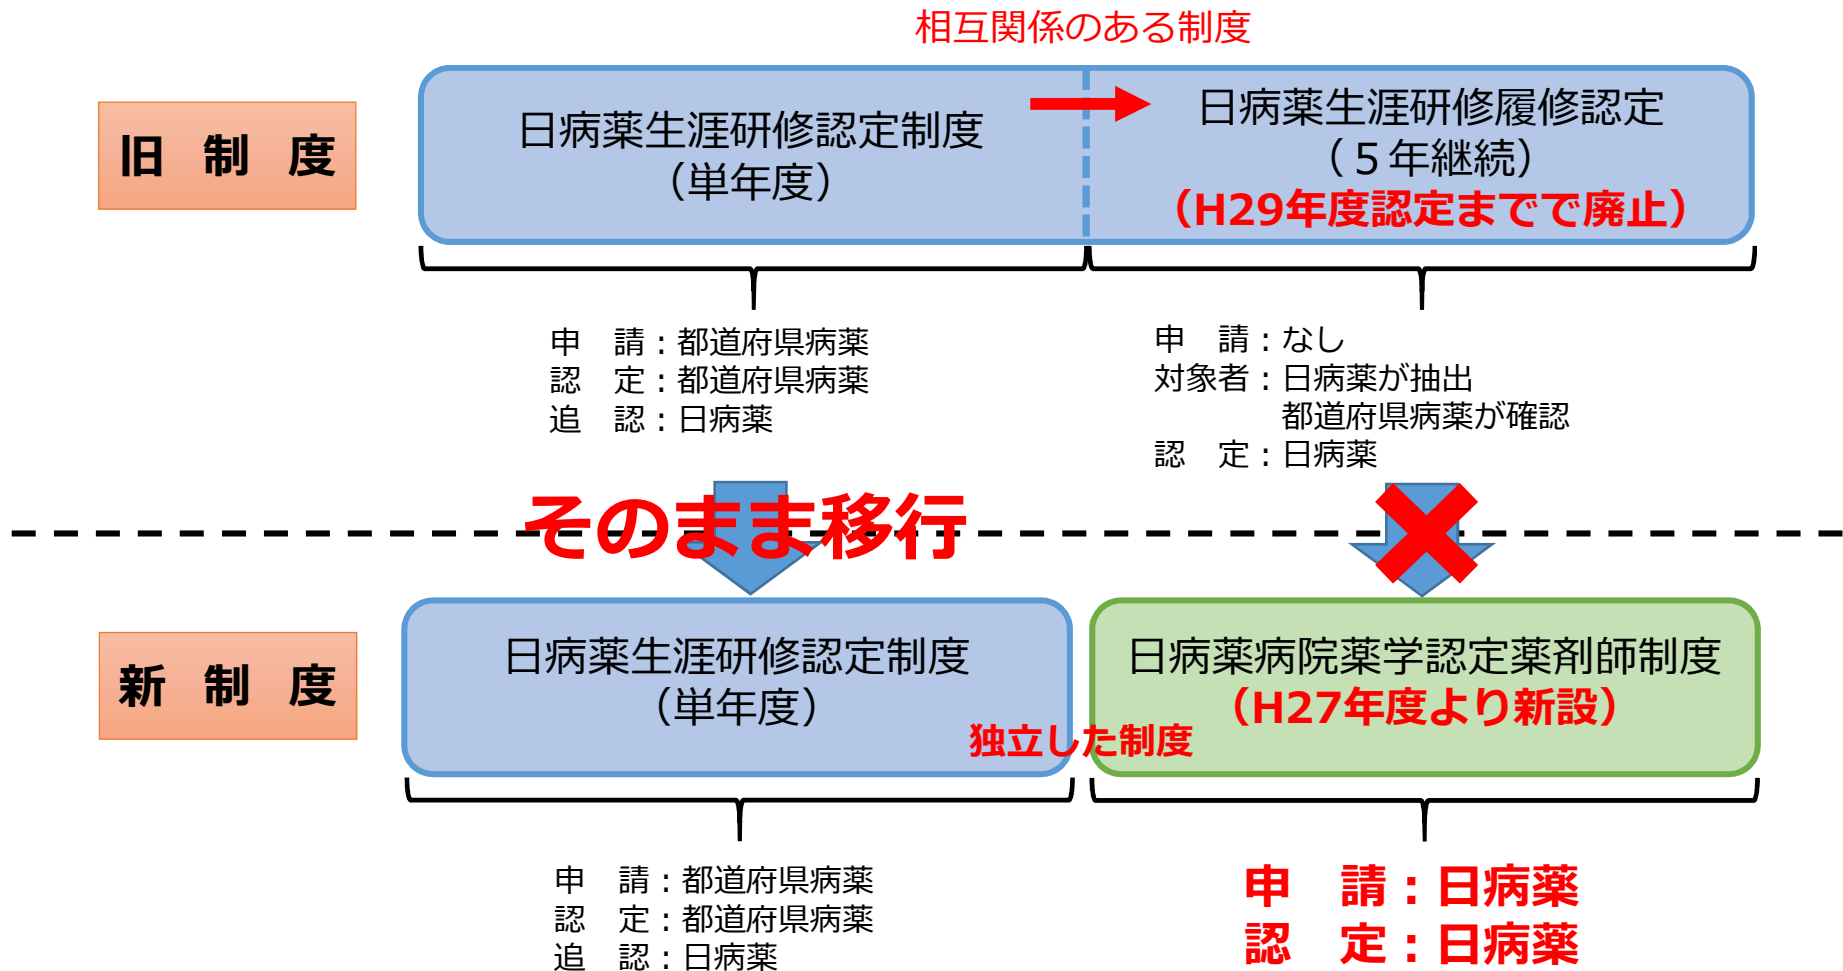 相互関係のある制度
旧 制 度
日病薬生涯研修認定制度
（単年度）
日病薬生涯研修履修認定
（５年継続）
（H29年度認定までで廃止）
申　請：都道府県病薬
認　定：都道府県病薬
追　認：日病薬
申　請：なし
対象者：日病薬が抽出
都道府県病薬が確認
認　定：日病薬
そのまま移行
新 制 度
日病薬生涯研修認定制度
（単年度）
日病薬病院薬学認定薬剤師制度
（H27年度より新設）
独立した制度
申　請：都道府県病薬
認　定：都道府県病薬
追　認：日病薬
申　請：日病薬
認　定：日病薬